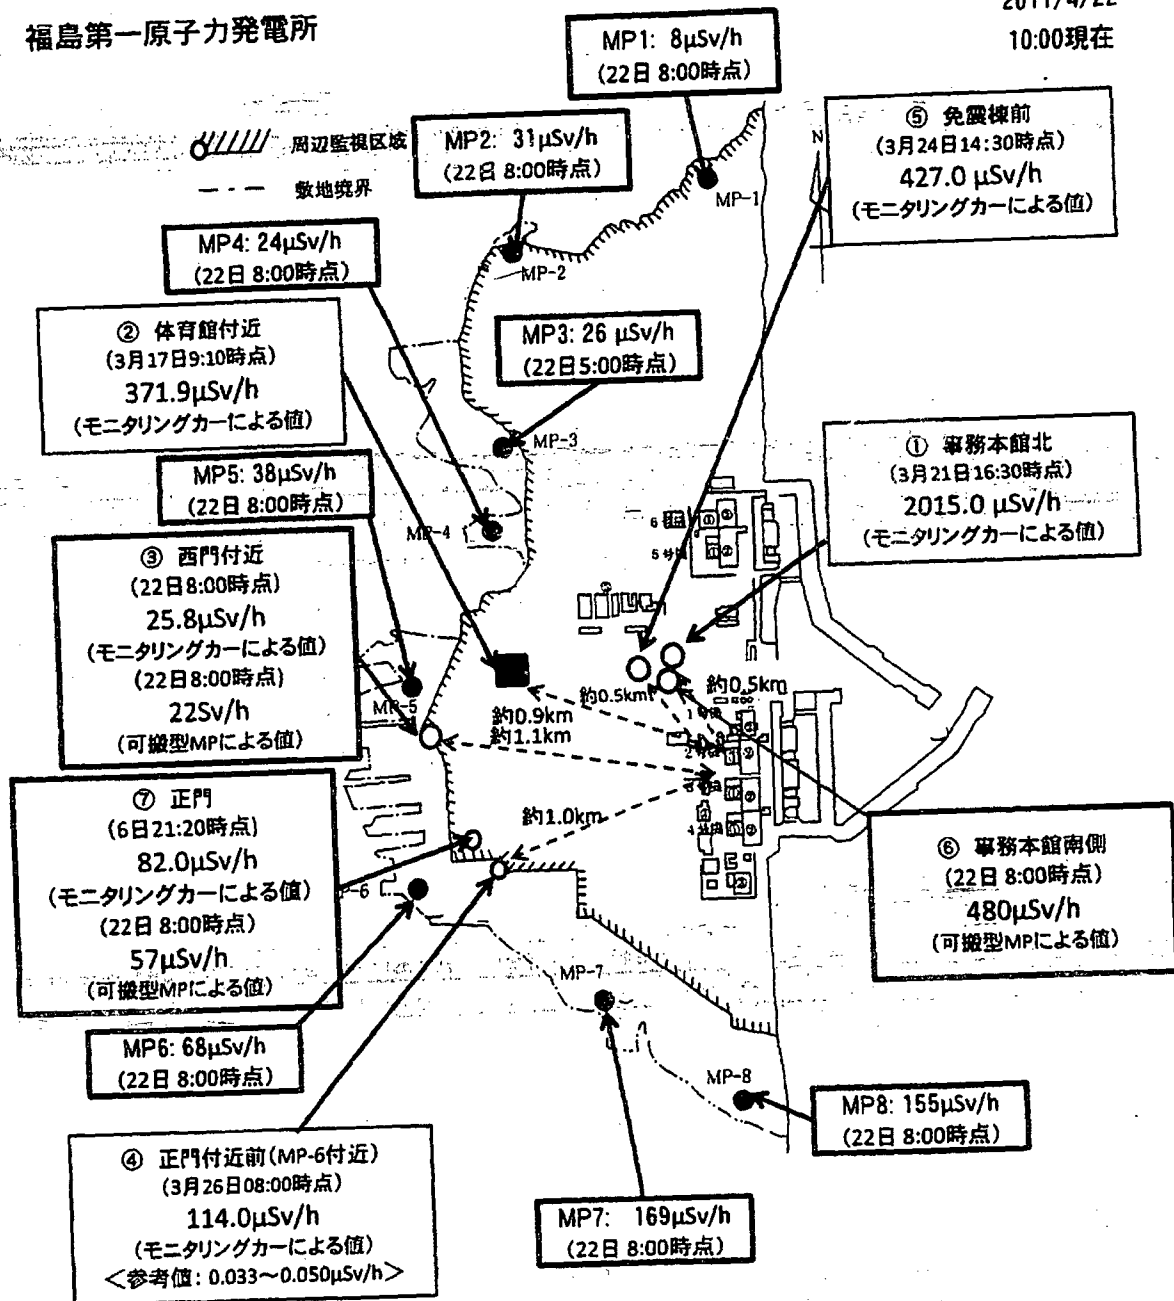 福島第一原子力発電所
2011/4/22
10:00現在
周辺監視区域
敷地境界
MP1: 8μSv/h
(22日 8:00時点)
MP2: 31μSv/h
(22日 8:00時点)
⑤ 免震棟前
(3月24日14:30時点)
427.0 μSv/h
(モニタリングカーによる値)
N
MP-1
MP-2
MP4: 24μSv/h
(22日 8:00時点)
② 体育館付近
(3月17日9:10時点)
371.9μSv/h
(モニタリングカーによる値)
MP3: 26 μSv/h
(22日5:00時点)
MP-3
① 事務本館北
(3月21日16:30時点)
2015.0 μSv/h
(モニタリングカーによる値)
MP5: 38μSv/h
(22日 8:00時点)
MP-4
③ 西門付近
(22日8:00時点)
25.8μSv/h
(モニタリングカーによる値)
(22日8:00時点)
22Sv/h
(可搬型MPによる値)
MP-5
約0.5km
約0.5km
約0.9km
約1.1km
約1.0km
⑦ 正門
(6日21:20時点)
82.0μSv/h
(モニタリングカーによる値)
(22日 8:00時点)
57μSv/h
(可搬型MPによる値)
⑥ 事務本館南側
(22日 8:00時点)
480μSv/h
(可搬型MPによる値)
MP6: 68μSv/h
(22日 8:00時点)
MP-7
MP-8
MP8: 155μSv/h
(22日 8:00時点)
④ 正門付近前(MP-6付近)
(3月26日08:00時点)
114.0μSv/h
(モニタリングカーによる値)
<参考値: 0.033～0.050μSv/h>
MP7: 169μSv/h
(22日 8:00時点)